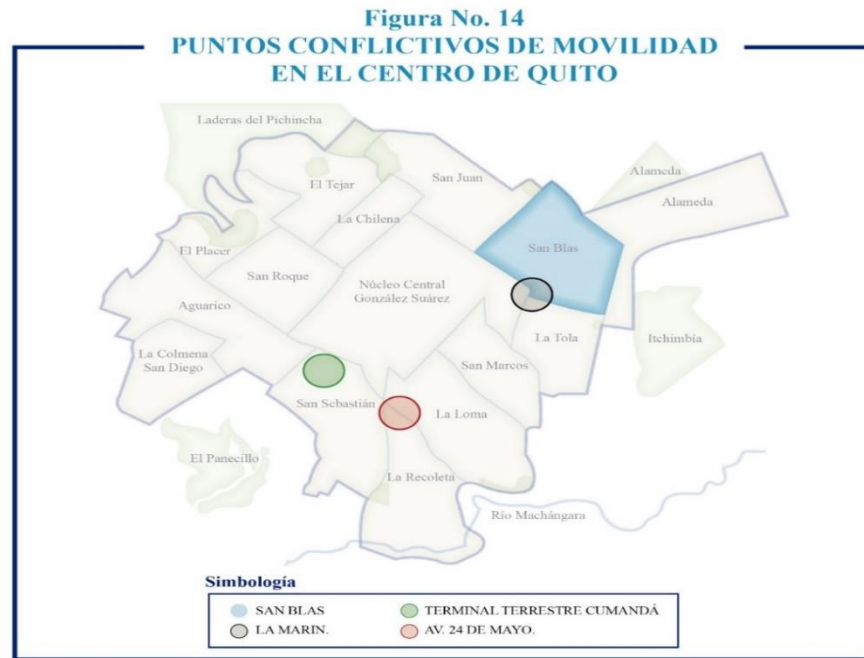 Figura No. 14
PUNTOS CONFLICTIVOS DE MOVILIDAD
EN EL CENTRO DE QUITO
Laderas del Pichincha
Alameda
San Juan
El Tejar
Alameda
La Chilena
El Placer
San Blas
San Roque
Núcleo Central
González Suárez
Aguarico
La Tola
Itchimbía
La Colmena
San Diego
San Marcos
San Sebastián
La Loma
El Panecillo
La Recoleta
Río Machángara
Simbología
SAN BLAS
TERMINAL TERRESTRE CUMANDÁ
LA MARIN.
AV. 24 DE MAYO.